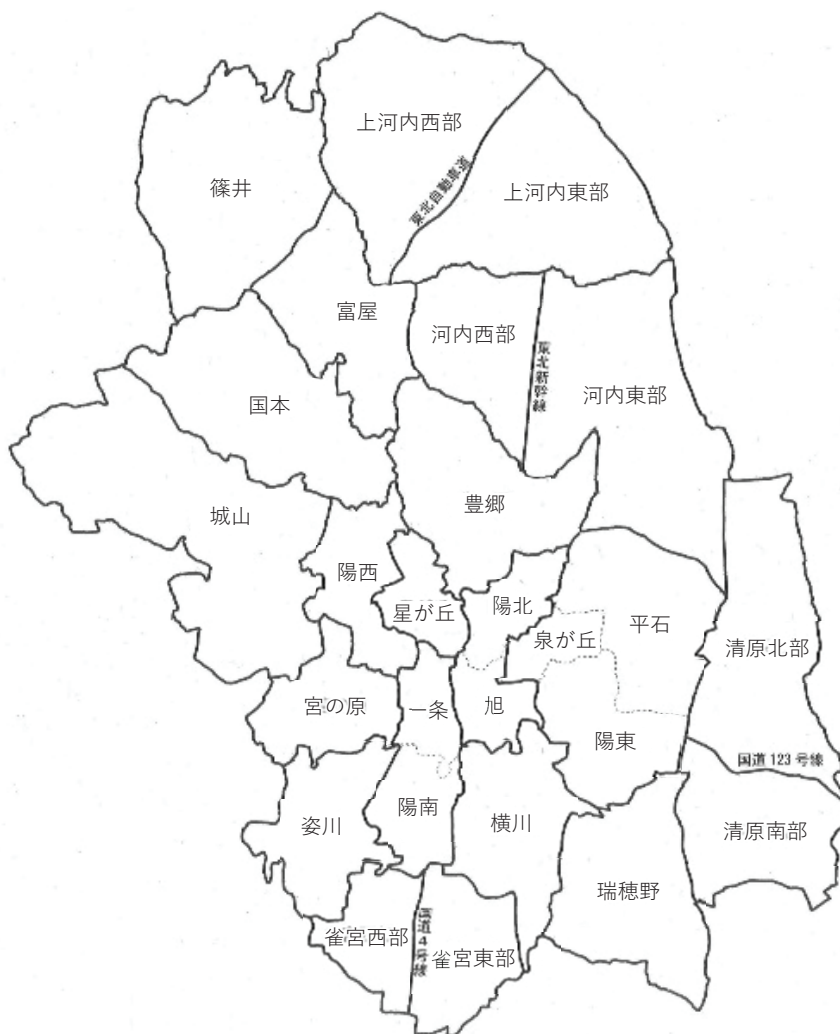 上河内西部
篠井
東北自動車道
上河内東部
富屋
河内西部
東北新幹線
河内東部
国本
豊郷
城山
陽西
星が丘
陽北
泉が丘
平石
清原北部
宮の原
一条
旭
陽東
国道123号線
姿川
陽南
横川
清原南部
瑞穂野
雀宮西部
国道4号線
雀宮東部